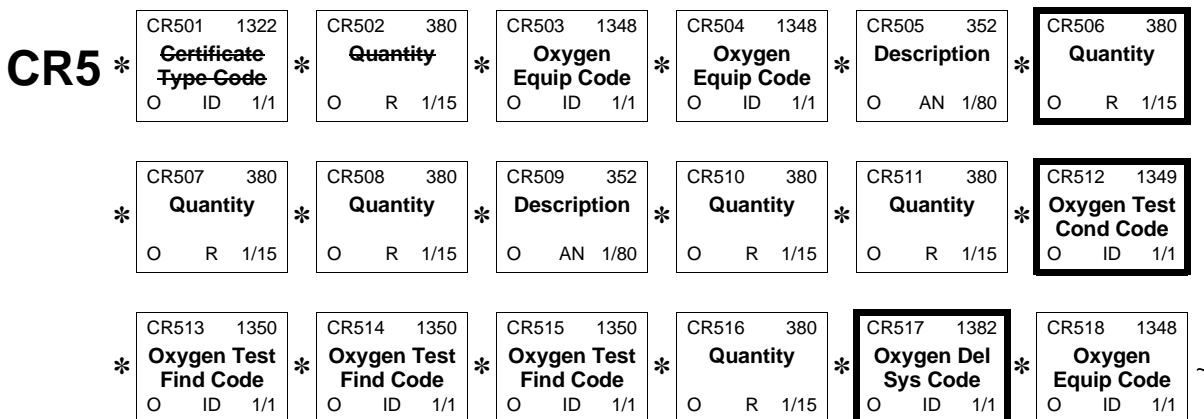 CR501 1322 CR502 380 CR503 1348 CR504 1348 CR505 352 CR506 380
CR5 * Certificate Type Code * Quantity * Oxygen Equip Code * Oxygen Equip Code * Description * Quantity
O ID 1/1 O R 1/15 O ID 1/1 O ID 1/1 O AN 1/80 O R 1/15
CR507 380 CR508 380 CR509 352 CR510 380 CR511 380 CR512 1349
* Quantity * Quantity * Description * Quantity * Quantity * Oxygen Test Cond Code
O R 1/15 O R 1/15 O AN 1/80 O R 1/15 O R 1/15 O ID 1/1
CR513 1350 CR514 1350 CR515 1350 CR516 380 CR517 1382 CR518 1348
* Oxygen Test Find Code * Oxygen Test Find Code * Oxygen Test Find Code * Quantity * Oxygen Del Sys Code * Oxygen Equip Code ~
O ID 1/1 O ID 1/1 O ID 1/1 O R 1/15 O ID 1/1 O ID 1/1